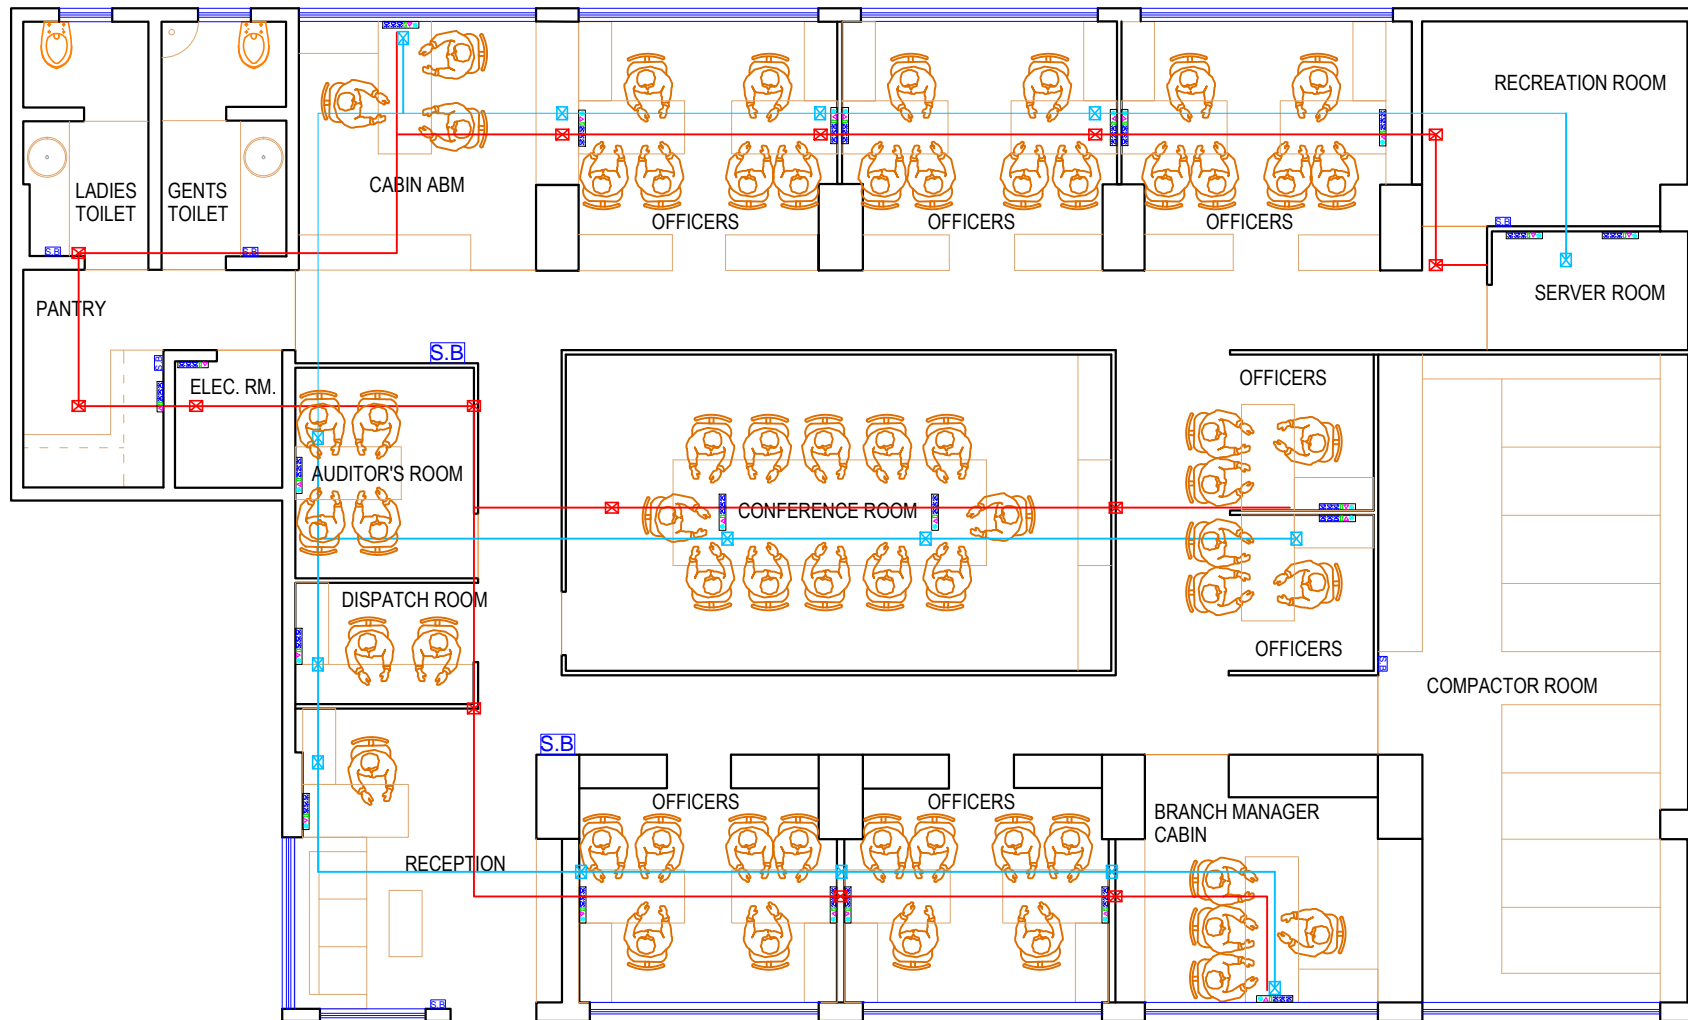 RECREATION ROOM
LADIES
TOILET
GENTS
TOILET
CABIN ABM
OFFICERS
OFFICERS
OFFICERS
S.B
S.B
S.B
SERVER ROOM
PANTRY
S.B
S.B
ELEC. RM.
OFFICERS
AUDITOR'S ROOM
CONFERENCE ROOM
DISPATCH ROOM
OFFICERS
S.B
COMPACTOR ROOM
S.B
OFFICERS
OFFICERS
BRANCH MANAGER
CABIN
RECEPTION
S.B